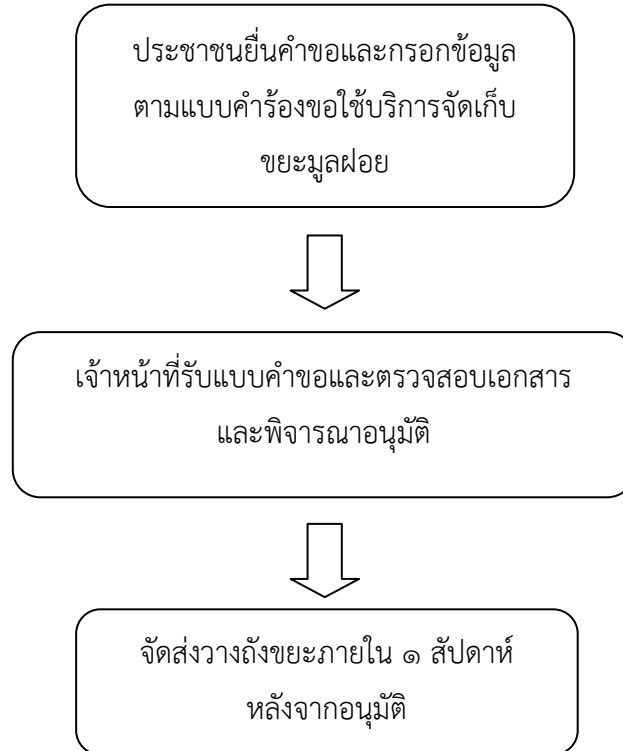 ประชาชนยื่นคำขอและกรอกข้อมูล
ตามแบบคำร้องขอใช้บริการจัดเก็บ
ขยะมูลฝอย
เจ้าหน้าที่รับแบบคำขอและตรวจสอบเอกสาร
และพิจารณาอนุมัติ
จัดส่งวางถังขยะภายใน ๑ สัปดาห์
หลังจากอนุมัติ